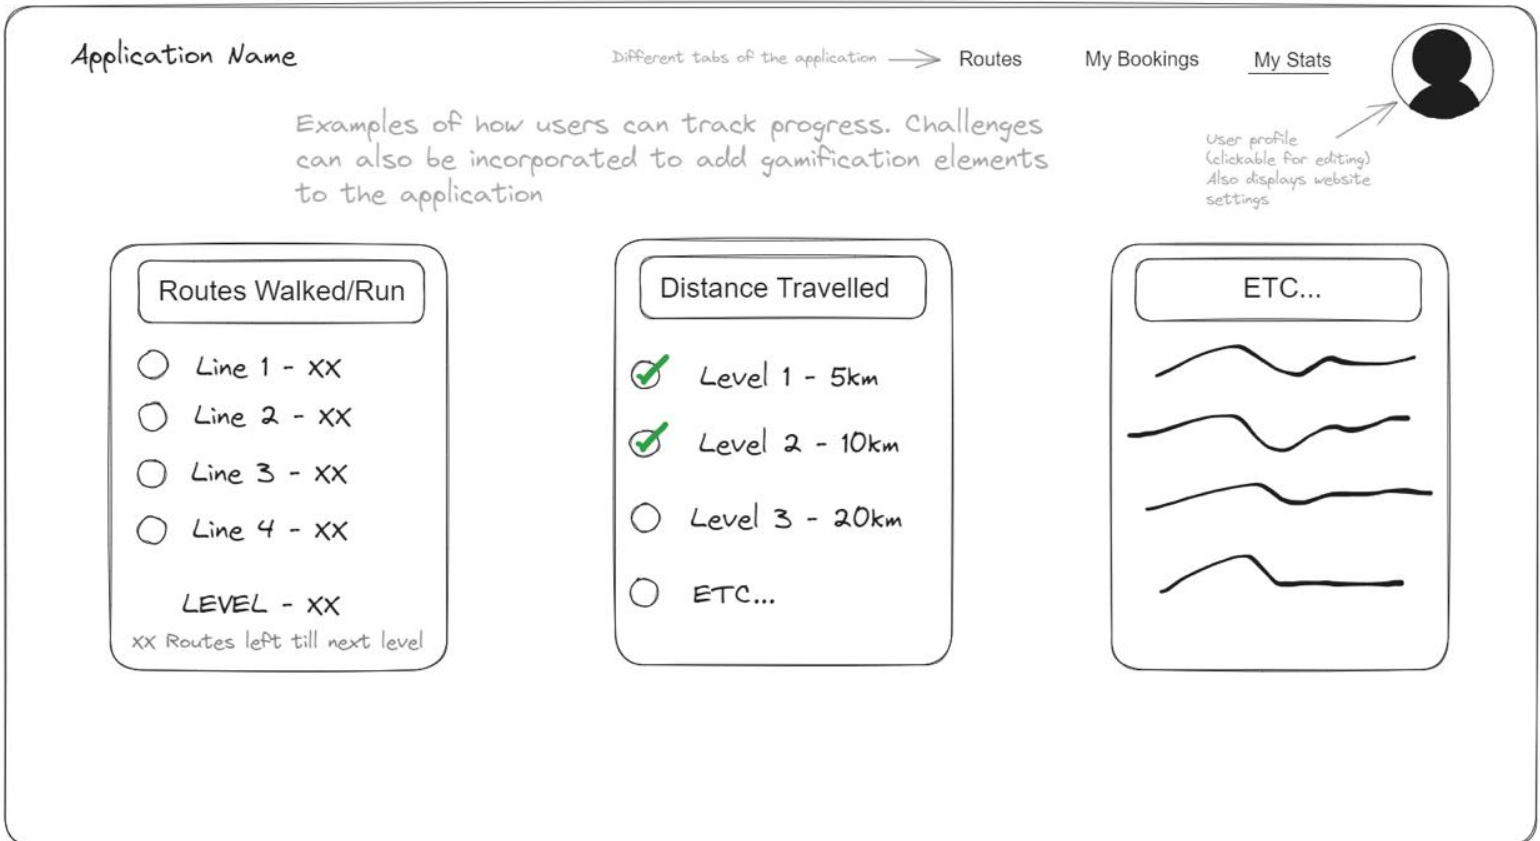 Application Name
Different tabs of the application
Routes
My Bookings
My Stats
Examples of how users can track progress. Challenges
can also be incorporated to add gamification elements
to the application
User profile
(clickable for editing)
Also displays website
settings
Routes Walked/Run
Line 1 - XX
Line 2 - XX
Line 3 - XX
Line 4 - XX
LEVEL - XX
XX Routes left till next level
Distance Travelled
Level 1 - 5km
Level 2 - 10km
Level 3 - 20km
ETC...
ETC...